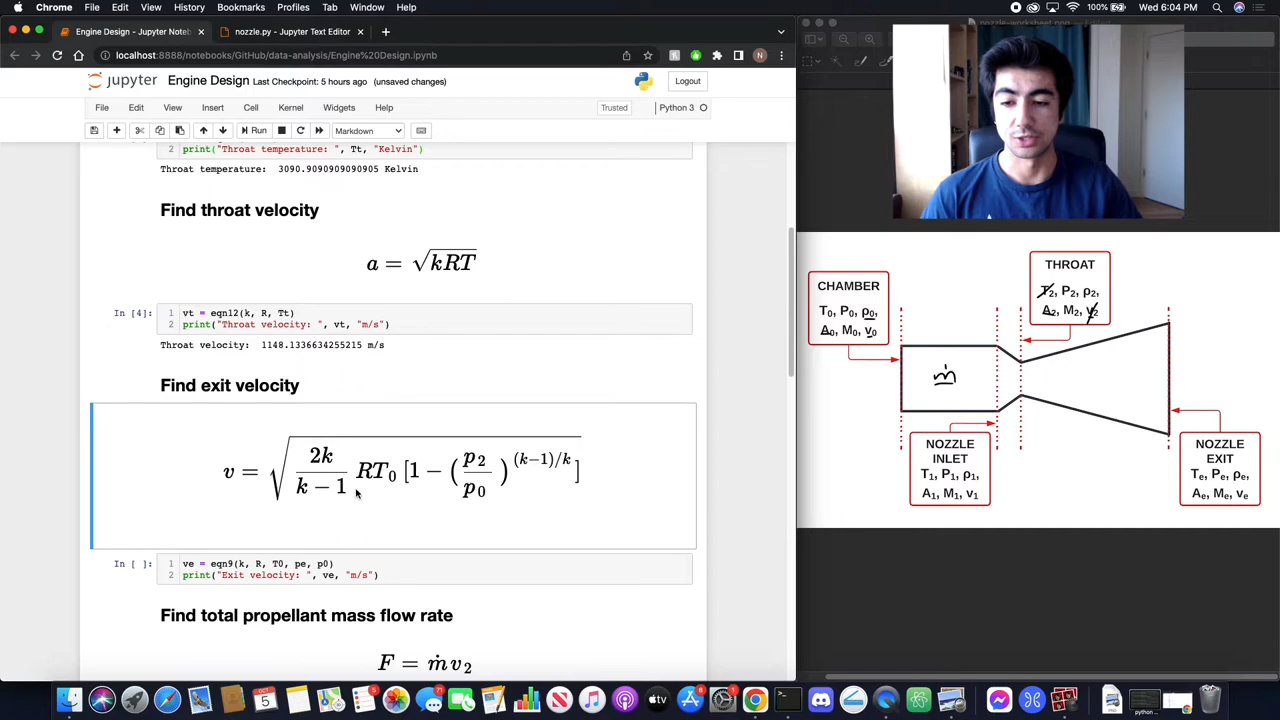 Chrome File Edit View History Bookmarks Profiles Tab Window Help 100% Wed 6:04 PM
Engine Design - Jupyter Noteb
nozzle.py - Jupyter Text Editor
localhost:8888/notebooks/GitHub/data-analysis/Engine%20Design.ipynb
jupyter Engine Design Last Checkpoint: 5 hours ago (unsaved changes)
Logout
File Edit View Insert Cell Kernel Widgets Help
Trusted
Python 3
Run
Markdown
2 print("Throat temperature: ", Tt, "Kelvin")
Throat temperature: 3090.9090909090905 Kelvin
Find throat velocity
a = √kRT
In [4]:
1 vt = eqn12(k, R, Tt)
2 print("Throat velocity: ", vt, "m/s")
Throat velocity: 1148.1336634255215 m/s
Find exit velocity
v = √ 2k / k − 1 RT₀ [1 − ( p₂ / p₀ )^(k−1)/k ]
In [ ]:
1 ve = eqn9(k, R, T0, pe, p0)
2 print("Exit velocity: ", ve, "m/s")
Find total propellant mass flow rate
F = ṁ v₂
CHAMBER
T₀, P₀, ρ₀,
A₀, M₀, v₀
THROAT
T₂, P₂, ρ₂,
A₂, M₂, v₂
ṁ
NOZZLE
INLET
T₁, P₁, ρ₁,
A₁, M₁, v₁
NOZZLE
EXIT
Tₑ, Pₑ, ρₑ,
Aₑ, Mₑ, vₑ